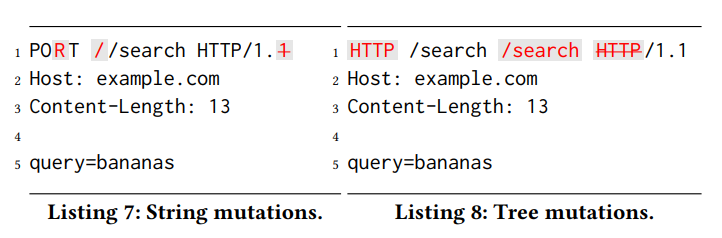 1 PORT //search HTTP/1.1
2 Host: example.com
3 Content-Length: 13
4
5 query=bananas
Listing 7: String mutations.
1 HTTP /search /search HTTP/1.1
2 Host: example.com
3 Content-Length: 13
4
5 query=bananas
Listing 8: Tree mutations.